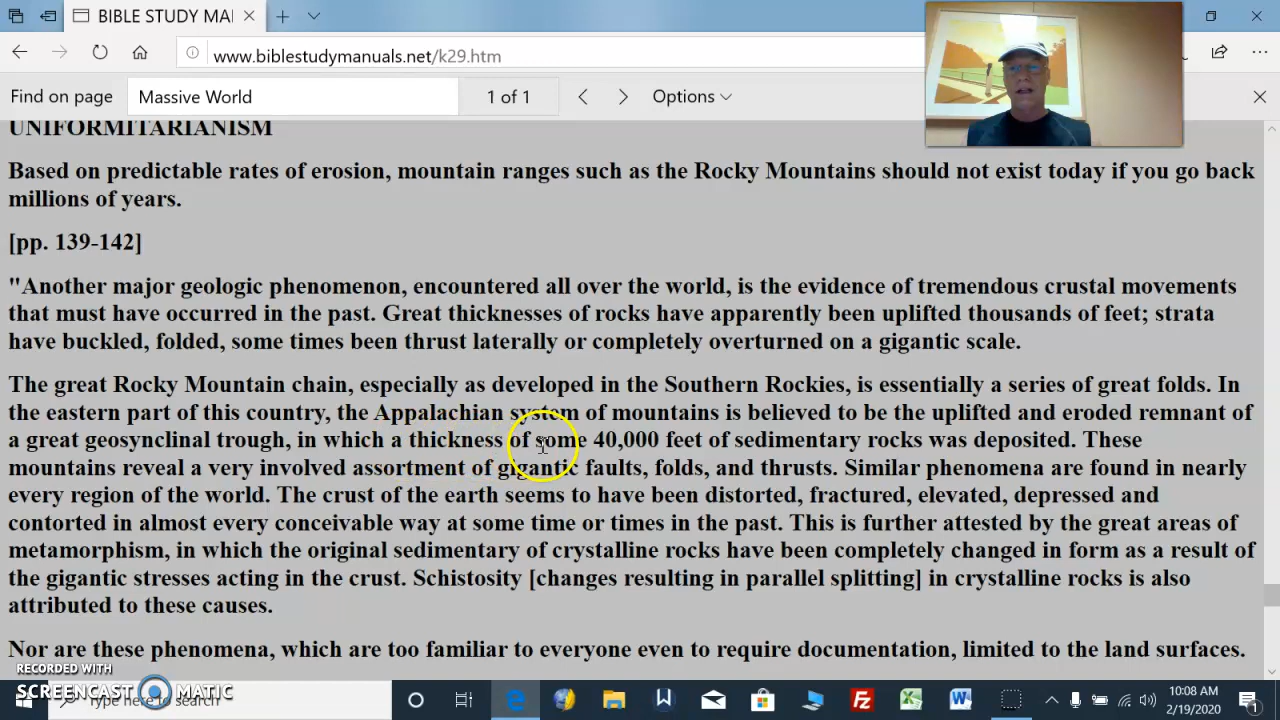 BIBLE STUDY MAI
www.biblestudymanuals.net/k29.htm
Find on page
Massive World
1 of 1
Options
UNIFORMITARIANISM
Based on predictable rates of erosion, mountain ranges such as the Rocky Mountains should not exist today if you go back
millions of years.
[pp. 139-142]
"Another major geologic phenomenon, encountered all over the world, is the evidence of tremendous crustal movements
that must have occurred in the past. Great thicknesses of rocks have apparently been uplifted thousands of feet; strata
have buckled, folded, some times been thrust laterally or completely overturned on a gigantic scale.
The great Rocky Mountain chain, especially as developed in the Southern Rockies, is essentially a series of great folds. In
the eastern part of this country, the Appalachian system of mountains is believed to be the uplifted and eroded remnant of
a great geosynclinal trough, in which a thickness of some 40,000 feet of sedimentary rocks was deposited. These
mountains reveal a very involved assortment of gigantic faults, folds, and thrusts. Similar phenomena are found in nearly
every region of the world. The crust of the earth seems to have been distorted, fractured, elevated, depressed and
contorted in almost every conceivable way at some time or times in the past. This is further attested by the great areas of
metamorphism, in which the original sedimentary of crystalline rocks have been completely changed in form as a result of
the gigantic stresses acting in the crust. Schistosity [changes resulting in parallel splitting] in crystalline rocks is also
attributed to these causes.
Nor are these phenomena, which are too familiar to everyone even to require documentation, limited to the land surfaces.
RECORDED WITH
SCREENCAST MATIC
Type here to search
10:08 AM
2/19/2020